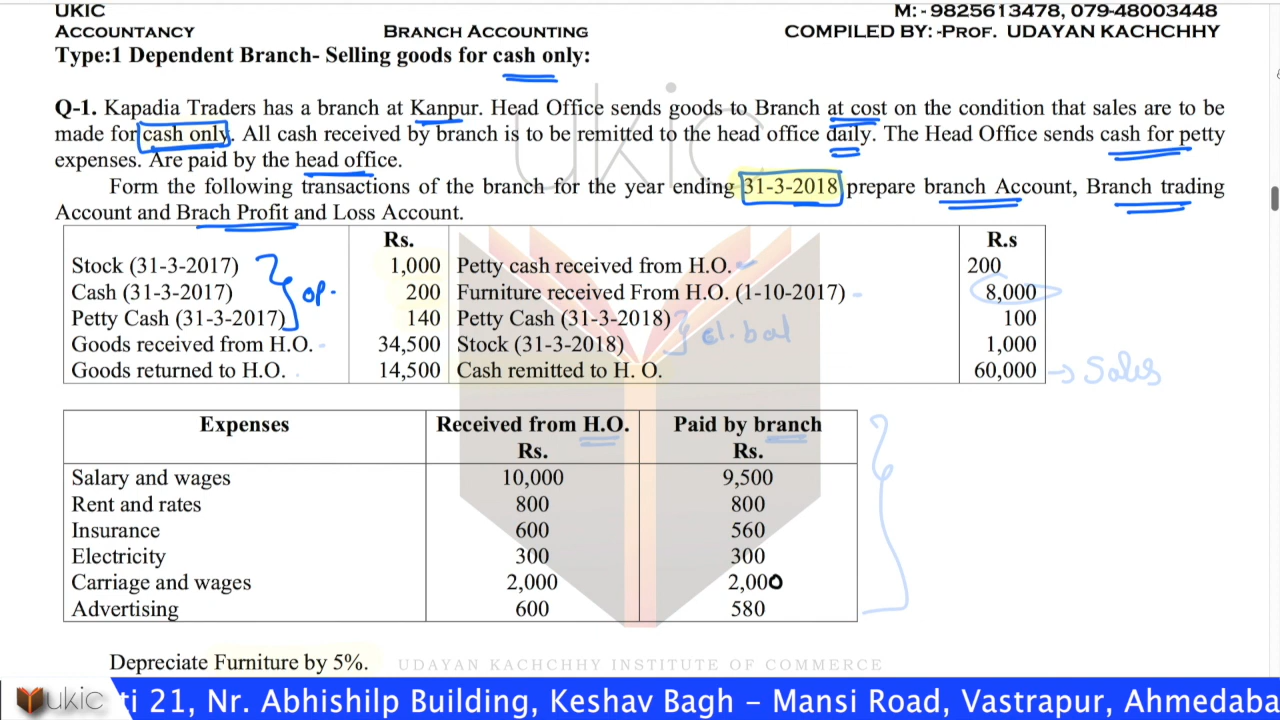 UKIC M: - 9825613478, 079-48003448
ACCOUNTANCY BRANCH ACCOUNTING COMPILED BY: -PROF. UDAYAN KACHCHHY
Type:1 Dependent Branch- Selling goods for cash only:
Q-1. Kapadia Traders has a branch at Kanpur. Head Office sends goods to Branch at cost on the condition that sales are to be
made for cash only. All cash received by branch is to be remitted to the head office daily. The Head Office sends cash for petty
expenses. Are paid by the head office.
Form the following transactions of the branch for the year ending 31-3-2018 prepare branch Account, Branch trading
Account and Brach Profit and Loss Account.
Rs. R.s
Stock (31-3-2017) 1,000 Petty cash received from H.O. 200
Cash (31-3-2017) op. 200 Furniture received From H.O. (1-10-2017) 8,000
Petty Cash (31-3-2017) 140 Petty Cash (31-3-2018) 100
Goods received from H.O. 34,500 Stock (31-3-2018) cl. bal 1,000
Goods returned to H.O. 14,500 Cash remitted to H. O. 60,000 → Sales
Expenses Received from H.O. Paid by branch
Rs. Rs.
Salary and wages 10,000 9,500
Rent and rates 800 800
Insurance 600 560
Electricity 300 300
Carriage and wages 2,000 2,000
Advertising 600 580
Depreciate Furniture by 5%.
ukic
UDAYAN KACHCHHY INSTITUTE OF COMMERCE
ukic ti 21, Nr. Abhishilp Building, Keshav Bagh – Mansi Road, Vastrapur, Ahmedaba